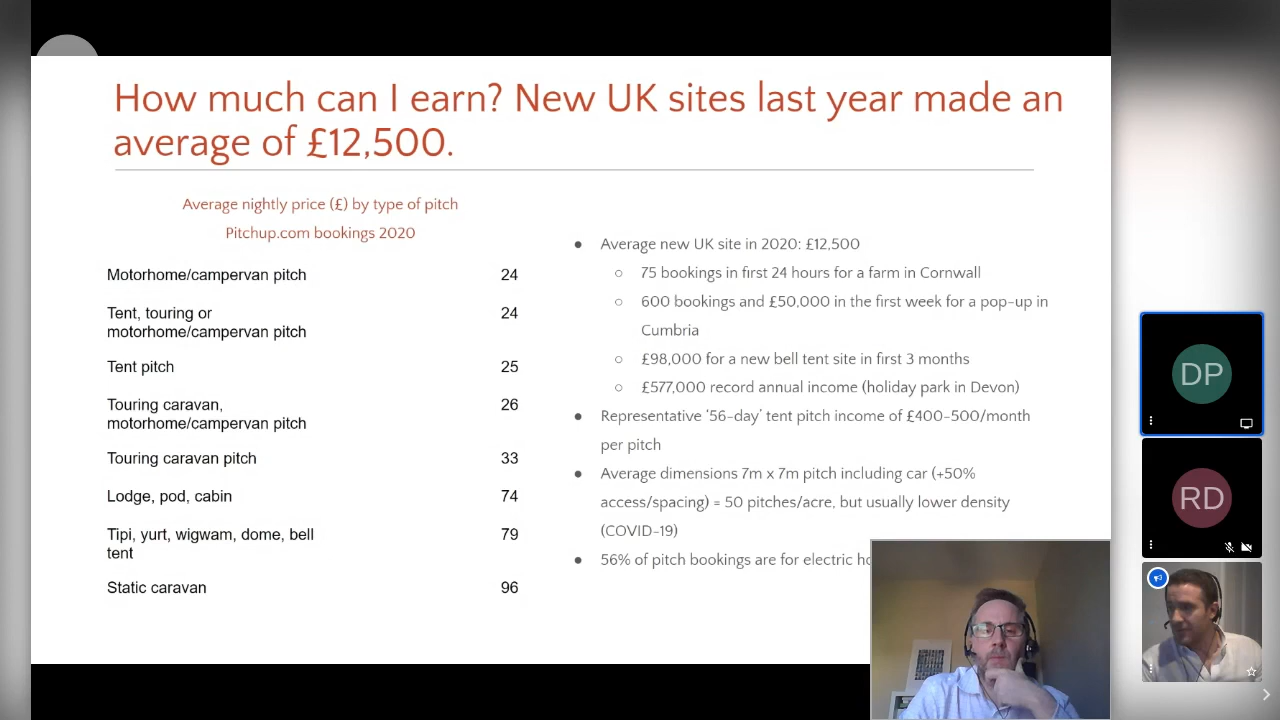 How much can I earn? New UK sites last year made an
average of £12,500.
Average nightly price (£) by type of pitch
Pitchup.com bookings 2020
Motorhome/campervan pitch 24
Tent, touring or
motorhome/campervan pitch 24
Tent pitch 25
Touring caravan,
motorhome/campervan pitch 26
Touring caravan pitch 33
Lodge, pod, cabin 74
Tipi, yurt, wigwam, dome, bell
tent 79
Static caravan 96
● Average new UK site in 2020: £12,500
○ 75 bookings in first 24 hours for a farm in Cornwall
○ 600 bookings and £50,000 in the first week for a pop-up in
Cumbria
○ £98,000 for a new bell tent site in first 3 months
○ £577,000 record annual income (holiday park in Devon)
● Representative ‘56-day’ tent pitch income of £400-500/month
per pitch
● Average dimensions 7m x 7m pitch including car (+50%
access/spacing) = 50 pitches/acre, but usually lower density
(COVID-19)
● 56% of pitch bookings are for electric
DP
RD